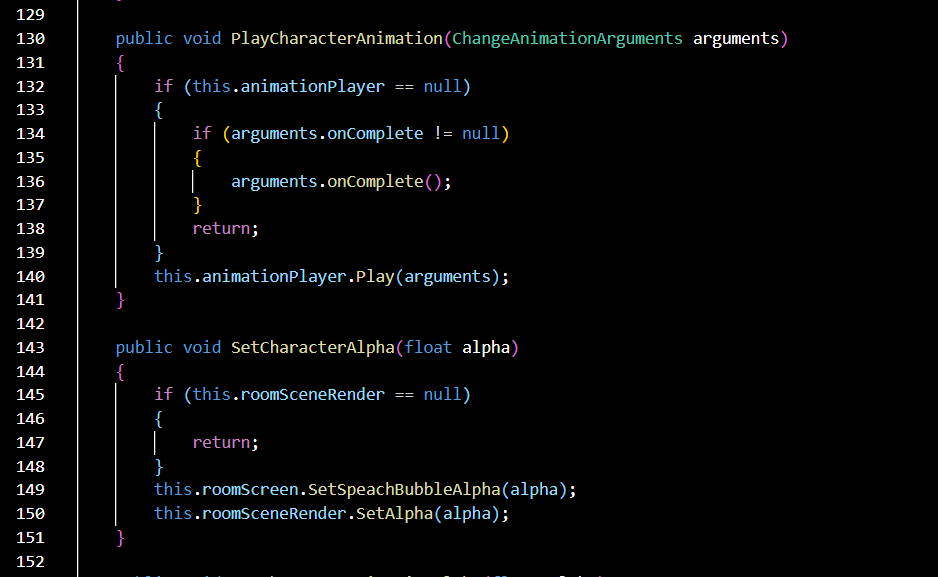 129
130 public void PlayCharacterAnimation(ChangeAnimationArguments arguments)
131 {
132 if (this.animationPlayer == null)
133 {
134 if (arguments.onComplete != null)
135 {
136 arguments.onComplete();
137 }
138 return;
139 }
140 this.animationPlayer.Play(arguments);
141 }
142
143 public void SetCharacterAlpha(float alpha)
144 {
145 if (this.roomSceneRender == null)
146 {
147 return;
148 }
149 this.roomScreen.SetSpeachBubbleAlpha(alpha);
150 this.roomSceneRender.SetAlpha(alpha);
151 }
152